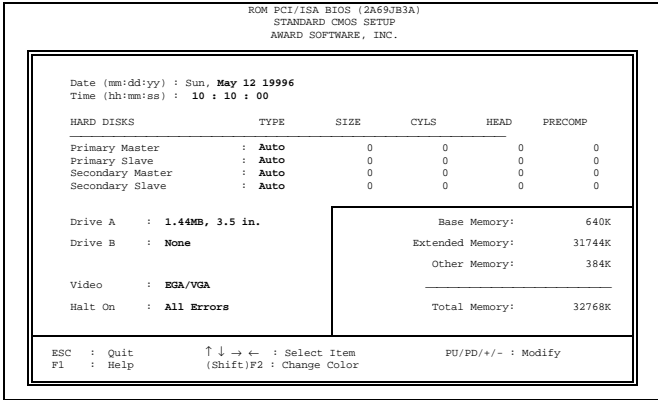 ROM PCI/ISA BIOS (2A69JB3A)
STANDARD CMOS SETUP
AWARD SOFTWARE, INC.
Date (mm:dd:yy) : Sun, May 12 19996
Time (hh:mm:ss) : 10 : 10 : 00
HARD DISKS TYPE SIZE CYLS HEAD PRECOMP
Primary Master : Auto 0 0 0 0
Primary Slave : Auto 0 0 0 0
Secondary Master : Auto 0 0 0 0
Secondary Slave : Auto 0 0 0 0
Drive A : 1.44MB, 3.5 in.
Drive B : None
Video : EGA/VGA
Halt On : All Errors
Base Memory: 640K
Extended Memory: 31744K
Other Memory: 384K
Total Memory: 32768K
ESC : Quit ↑ ↓ → ← : Select Item PU/PD/+/- : Modify
F1 : Help (Shift)F2 : Change Color